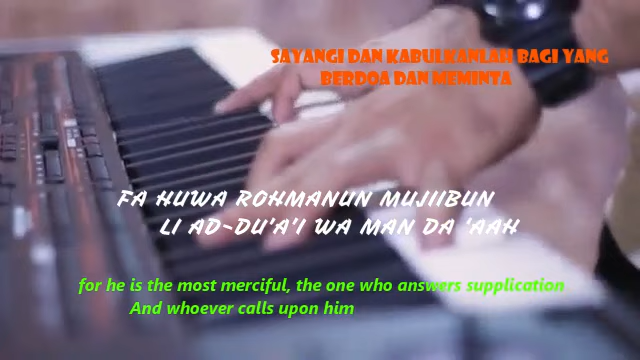 SAYANGI DAN KABULKANLAH BAGI YANG
BERDOA DAN MEMINTA
FA HUWA ROHMANUN MUJIIBUN
LI AD-DU'A'I WA MAN DA 'AAH
for he is the most merciful, the one who answers supplication
And whoever calls upon him